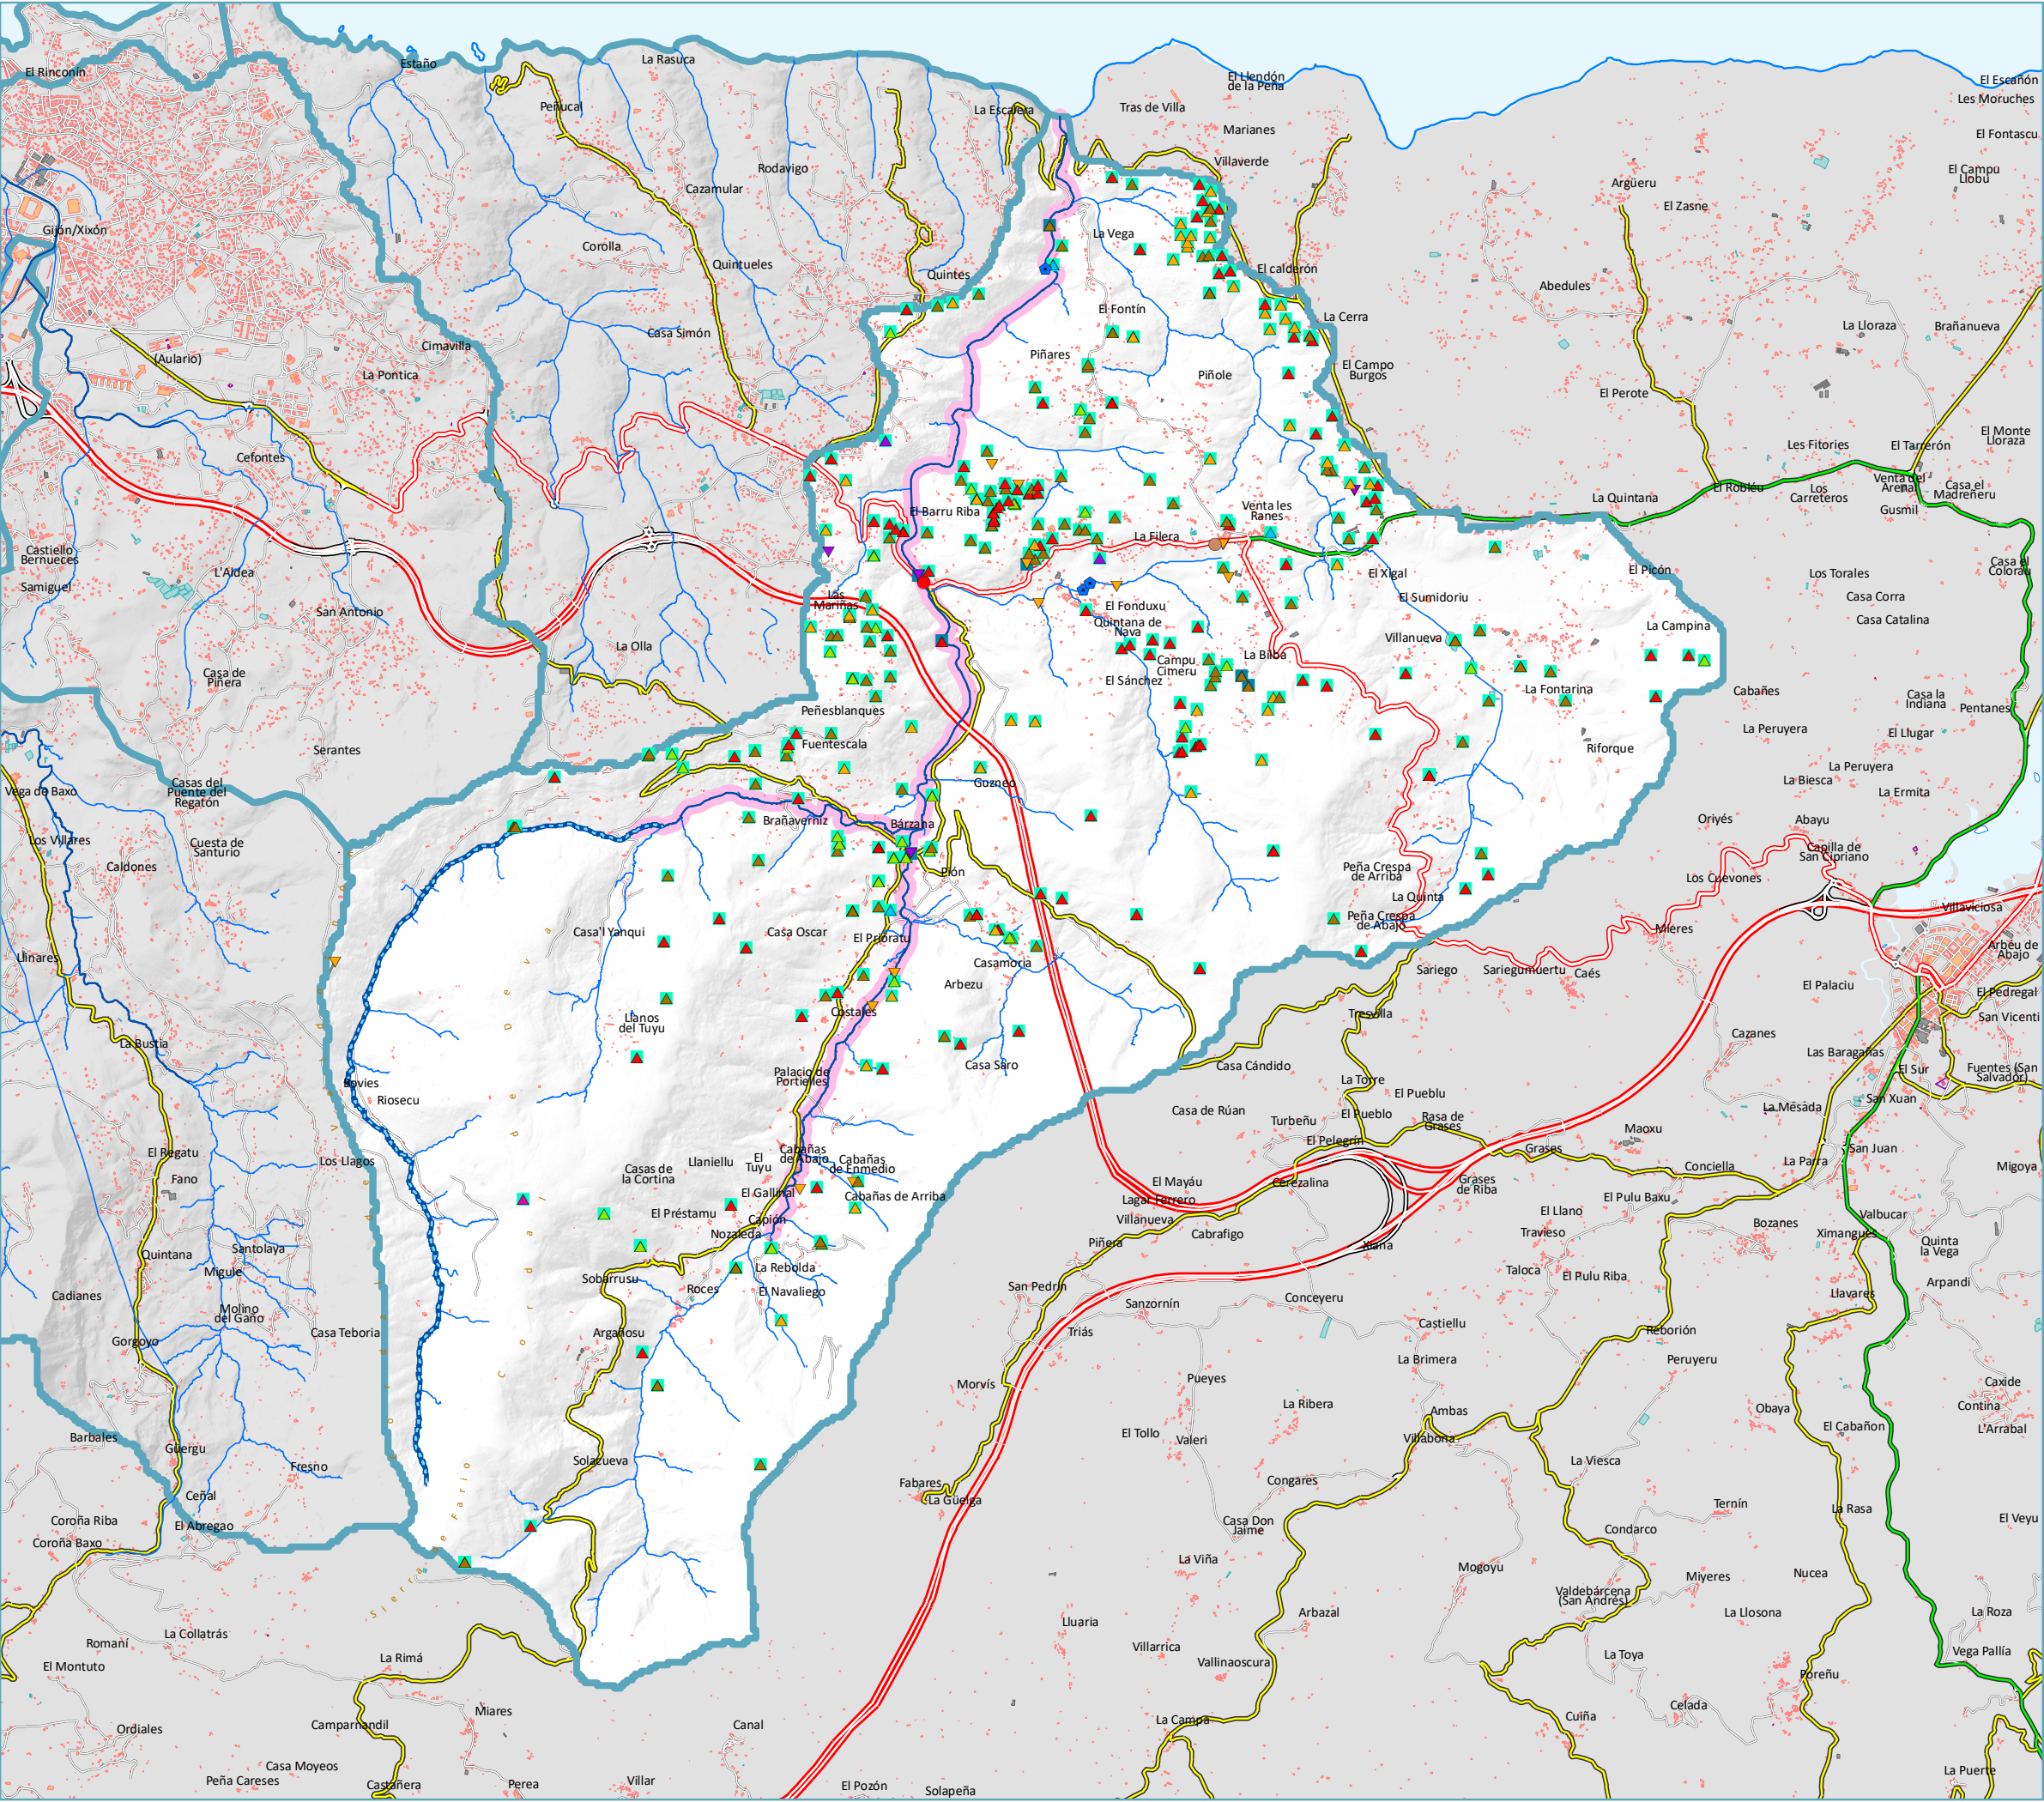 El Rinconín
Estaño
La Rasuca
El Llendón
de la Peña
El Escañón
Les Moruches
Peñucal
La Escalera
Tras de Villa
Marianes
El Fontascu
Rodavigo
Villaverde
El Campu
Llobu
Cazamular
Argüeru
El Zasne
Gijón/Xixón
Corolla
La Vega
Quintueles
Quintes
El calderón
Abedules
El Fontín
La Cerra
La Lloraza
Brañanueva
Casa Simón
Cimavilla
(Aulario)
Piñares
El Campo
Burgos
La Pontica
Piñole
El Perote
Les Fitories
El Tarrerón
El Monte
Lloraza
Cefontes
La Quintana
El Robléu
Los
Carreteros
Venta del
Arenal
Casa el
Madreñeru
Gusmil
El Barru Riba
Venta les
Ranes
La Filera
Castiello
Bernueces
Samiguel
L'Aldea
San Antonio
Las
Mariñas
El Xigal
El Picón
Los Torales
Casa el
Colorau
El Sumidoriu
Casa Corra
El Fonduxu
Quintana de
Nava
Casa Catalina
La Campina
Villanueva
La Olla
Campu
Cimeru
La Bilba
El Sánchez
Casa de
Piñera
La Fontarina
Cabañes
Casa la
Indiana
Pentanes
Peñesblanques
La Peruyera
El Llugar
Serantes
Fuentescala
Riforque
La Peruyera
La Biesca
La Ermita
Vega de Baxo
Casas del
Puente del
Regatón
Guzneo
Brañaverniz
Bárzana
Oriyés
Abayu
Los Villares
Cuesta de
Santurio
Caldones
Capilla de
San Cipriano
Pión
Peña Crespa
de Arriba
Los Cuevones
La Quinta
Villaviciosa
Peña Crespa
de Abajo
Mieres
Casa'l Yanqui
Casa Oscar
El Prioratu
Arbéu de
Abajo
Llinares
Casamoria
Sariego
Sariegumuertu
Caés
Arbezu
El Palaciu
El Pedregal
Llanos
del Tuyu
Costales
Tresvilla
San Vicenti
La Bustia
Cazanes
Las Baragañas
Casa Saro
Casa Cándido
El Sur
Fuentes (San
Salvador)
Palacio de
Portielles
Rovies
La Torre
Riosecu
El Pueblu
San Xuan
La Mesada
Casa de Rúan
El Pueblo
Rasa de
Grases
Turbeñu
Maoxu
El Pelegrín
Grases
San Juan
El Regatu
Los Llagos
Cabañas
de Abajo
El
Tuyu
Llaniellu
Cabañas
de Enmedio
Casas de
la Cortina
La Parra
Conciella
Migoya
Fano
El Mayáu
Cerezalina
Grases
de Riba
El Gallinal
Cabañas de Arriba
Lagar Ferrero
El Pulu Baxu
El Préstamu
Capión
Villanueva
El Llano
Valbucar
Nozaleda
Piñera
Cabrafigo
Travieso
Bozanes
Ximangues
Quintana
Santolaya
Xiana
Quinta
la Vega
Migule
Sobarrusu
La Rebolda
Taloca
El Pulu Riba
Cadianes
Roces
El Navaliego
San Pedrín
Arpandi
Llavares
Molino
del Gano
Sanzornín
Conceyeru
Gorgoyo
Casa Teboria
Argañosu
Triás
Castiellu
Reborión
La Brimera
Peruyeru
Morvís
Pueyes
Caxide
La Ribera
Ambas
Obaya
Contina
El Cabañon
L'Arrabal
Barbales
Güergu
El Tollo
Valeri
Villabona
Fresno
Solacueva
La Viesca
Ceñal
Fabares
La Güelga
Congares
Ternín
La Rasa
Coroña Riba
El Abregao
Casa Don
Jaime
Condarco
El Veyu
Coroña Baxo
La Viña
Mogoyu
Nucea
Sierra de Fario
Cordal de Deva
Valdebárcena
(San Andrés)
Miyeres
Lluaria
Arbazal
La Llosona
La Roza
Romaní
La Collatrás
Villarrica
Vega Pallía
El Montuto
La Rimá
Vallinaoscura
La Toya
Poreñu
Miares
Celada
Ordiales
Camparnandil
Canal
La Campa
Cuiña
Casa Moyeos
Peña Careses
Castañera
Perea
Villar
El Pozón
Solapeña
La Puerte